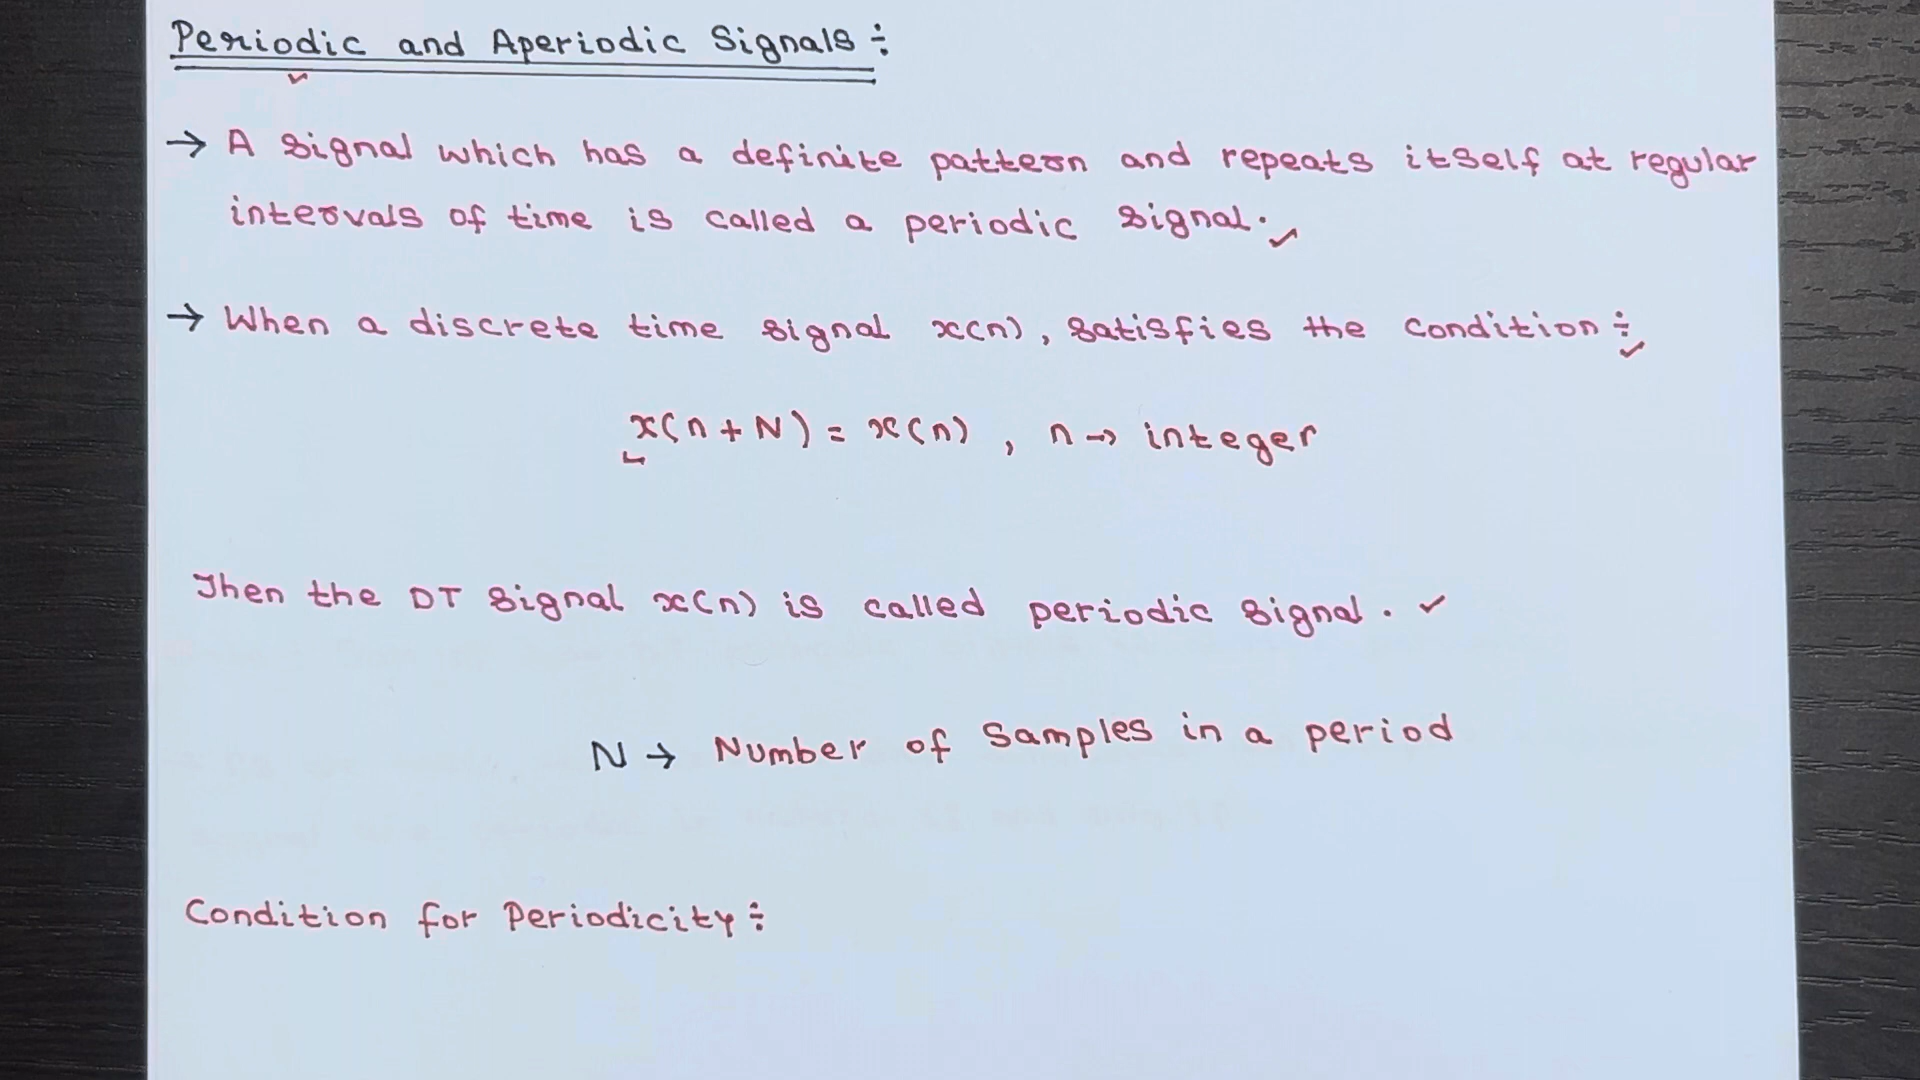 Periodic and Aperiodic Signals ÷
→ A signal which has a definite pattern and repeats itself at regular
intervals of time is called a periodic signal.
→ When a discrete time signal x(n), satisfies the condition ÷
x(n + N) = x(n) , n → integer
Then the DT signal x(n) is called periodic signal.
N → Number of Samples in a period
Condition for Periodicity ÷